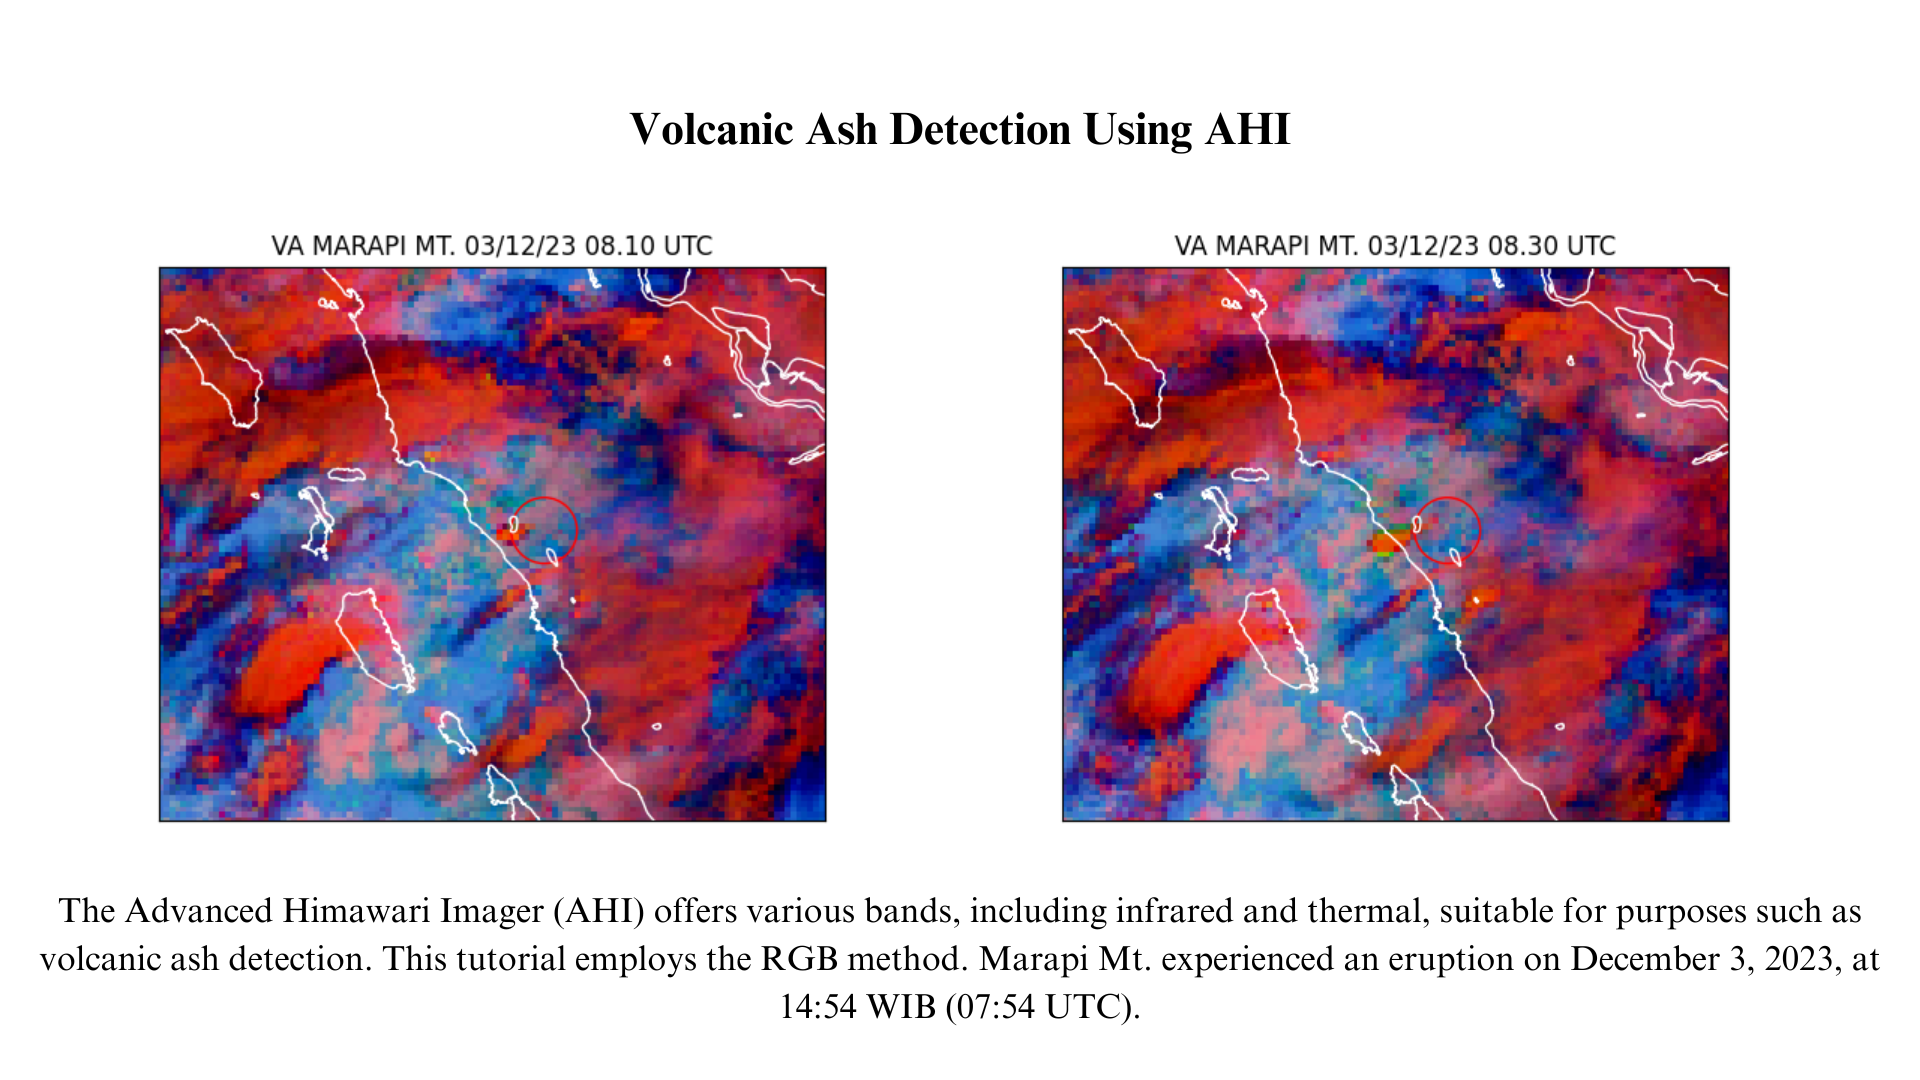 Volcanic Ash Detection Using AHI
VA MARAPI MT. 03/12/23 08.10 UTC
VA MARAPI MT. 03/12/23 08.30 UTC
The Advanced Himawari Imager (AHI) offers various bands, including infrared and thermal, suitable for purposes such as
volcanic ash detection. This tutorial employs the RGB method. Marapi Mt. experienced an eruption on December 3, 2023, at
14:54 WIB (07:54 UTC).